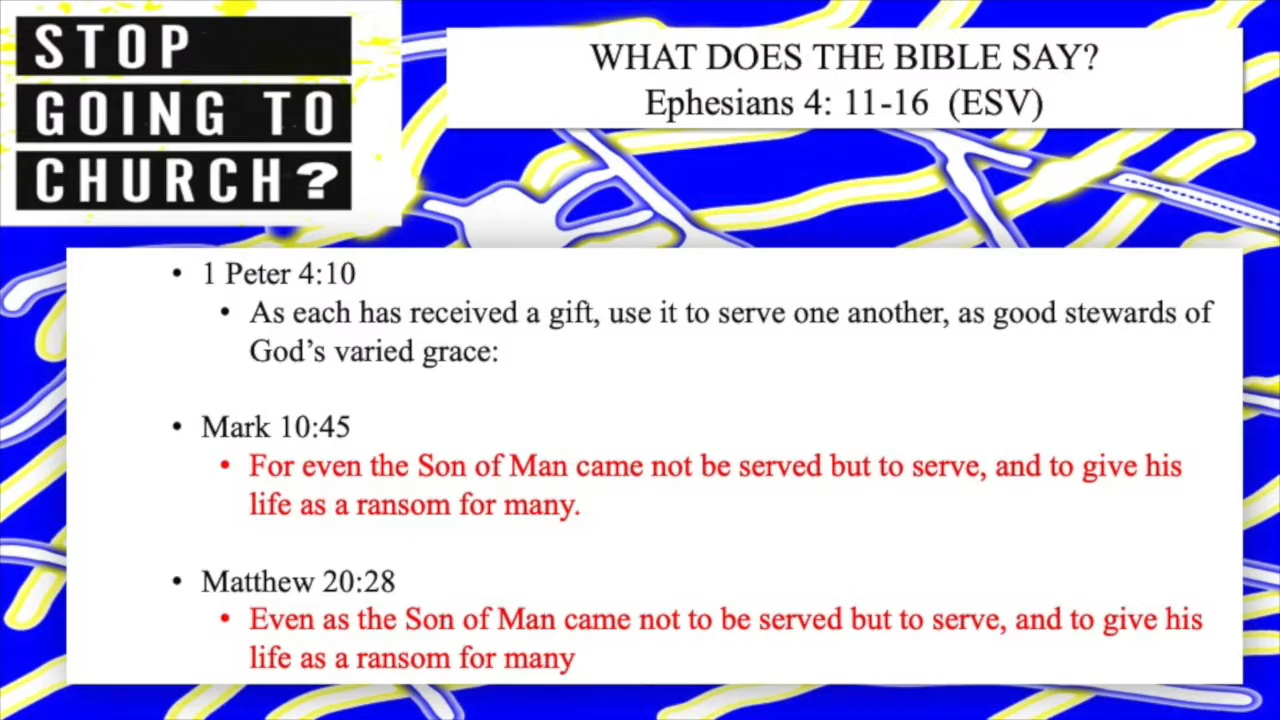 STOP
GOING TO
CHURCH?
WHAT DOES THE BIBLE SAY?
Ephesians 4: 11-16 (ESV)
• 1 Peter 4:10
• As each has received a gift, use it to serve one another, as good stewards of
God’s varied grace:
• Mark 10:45
• For even the Son of Man came not be served but to serve, and to give his
life as a ransom for many.
• Matthew 20:28
• Even as the Son of Man came not to be served but to serve, and to give his
life as a ransom for many